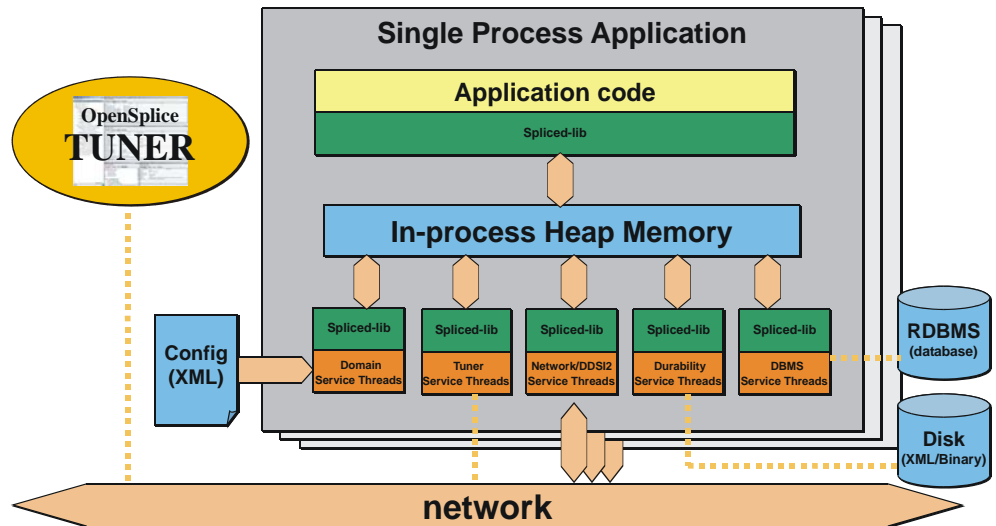 Single Process Application
Application code
Spliced-lib
OpenSplice
TUNER
In-process Heap Memory
Spliced-lib
Domain
Service Threads
Spliced-lib
Tuner
Service Threads
Spliced-lib
Network/DDSI2
Service Threads
Spliced-lib
Durability
Service Threads
Spliced-lib
DBMS
Service Threads
Config
(XML)
RDBMS
(database)
Disk
(XML/Binary)
network